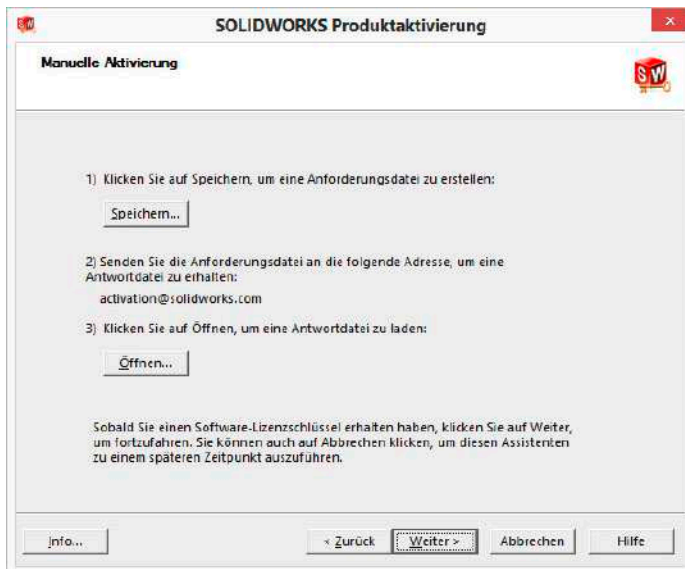 SOLIDWORKS Produktaktivierung
Manuelle Aktivierung
SW
1) Klicken Sie auf Speichern, um eine Anforderungsdatei zu erstellen:
Speichern...
2) Senden Sie die Anforderungsdatei an die folgende Adresse, um eine
Antwortdatei zu erhalten:
activation@solidworks.com
3) Klicken Sie auf Öffnen, um eine Antwortdatei zu laden:
Öffnen...
Sobald Sie einen Software-Lizenzschlüssel erhalten haben, klicken Sie auf Weiter,
um fortzufahren. Sie können auch auf Abbrechen klicken, um diesen Assistenten
zu einem späteren Zeitpunkt auszuführen.
Info... < Zurück Weiter > Abbrechen Hilfe